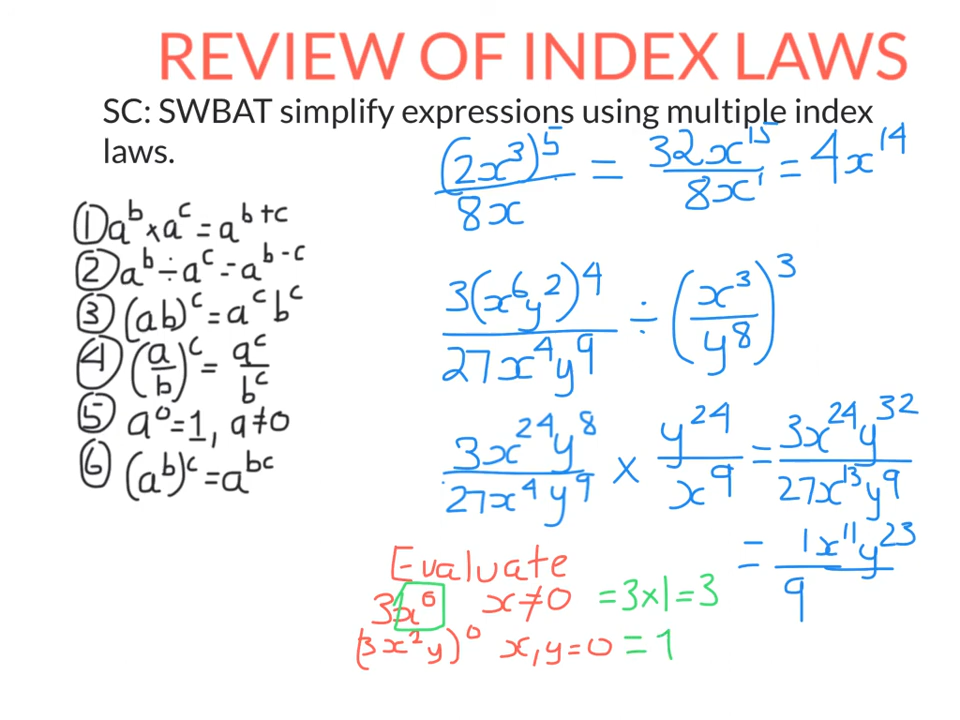 REVIEW OF INDEX LAWS
SC: SWBAT simplify expressions using multiple index
laws.
① a^b × a^c = a^(b+c)
② a^b ÷ a^c = a^(b-c)
③ (ab)^c = a^c b^c
④ (a/b)^c = a^c/b^c
⑤ a^0 = 1, a≠0
⑥ (a^b)^c = a^(bc)
(2x^3)^5/8x = 32x^15/8x^1 = 4x^14
3(x^6y^2)^4/27x^4y^9 ÷ (x^3/y^8)^3
3x^24y^8/27x^4y^9 × y^24/x^9 = 3x^24y^32/27x^13y^9
= 1x^11y^23/9
Evaluate
3x^0 x≠0 = 3×1 = 3
(3x^2y)^0 x,y=0 = 1